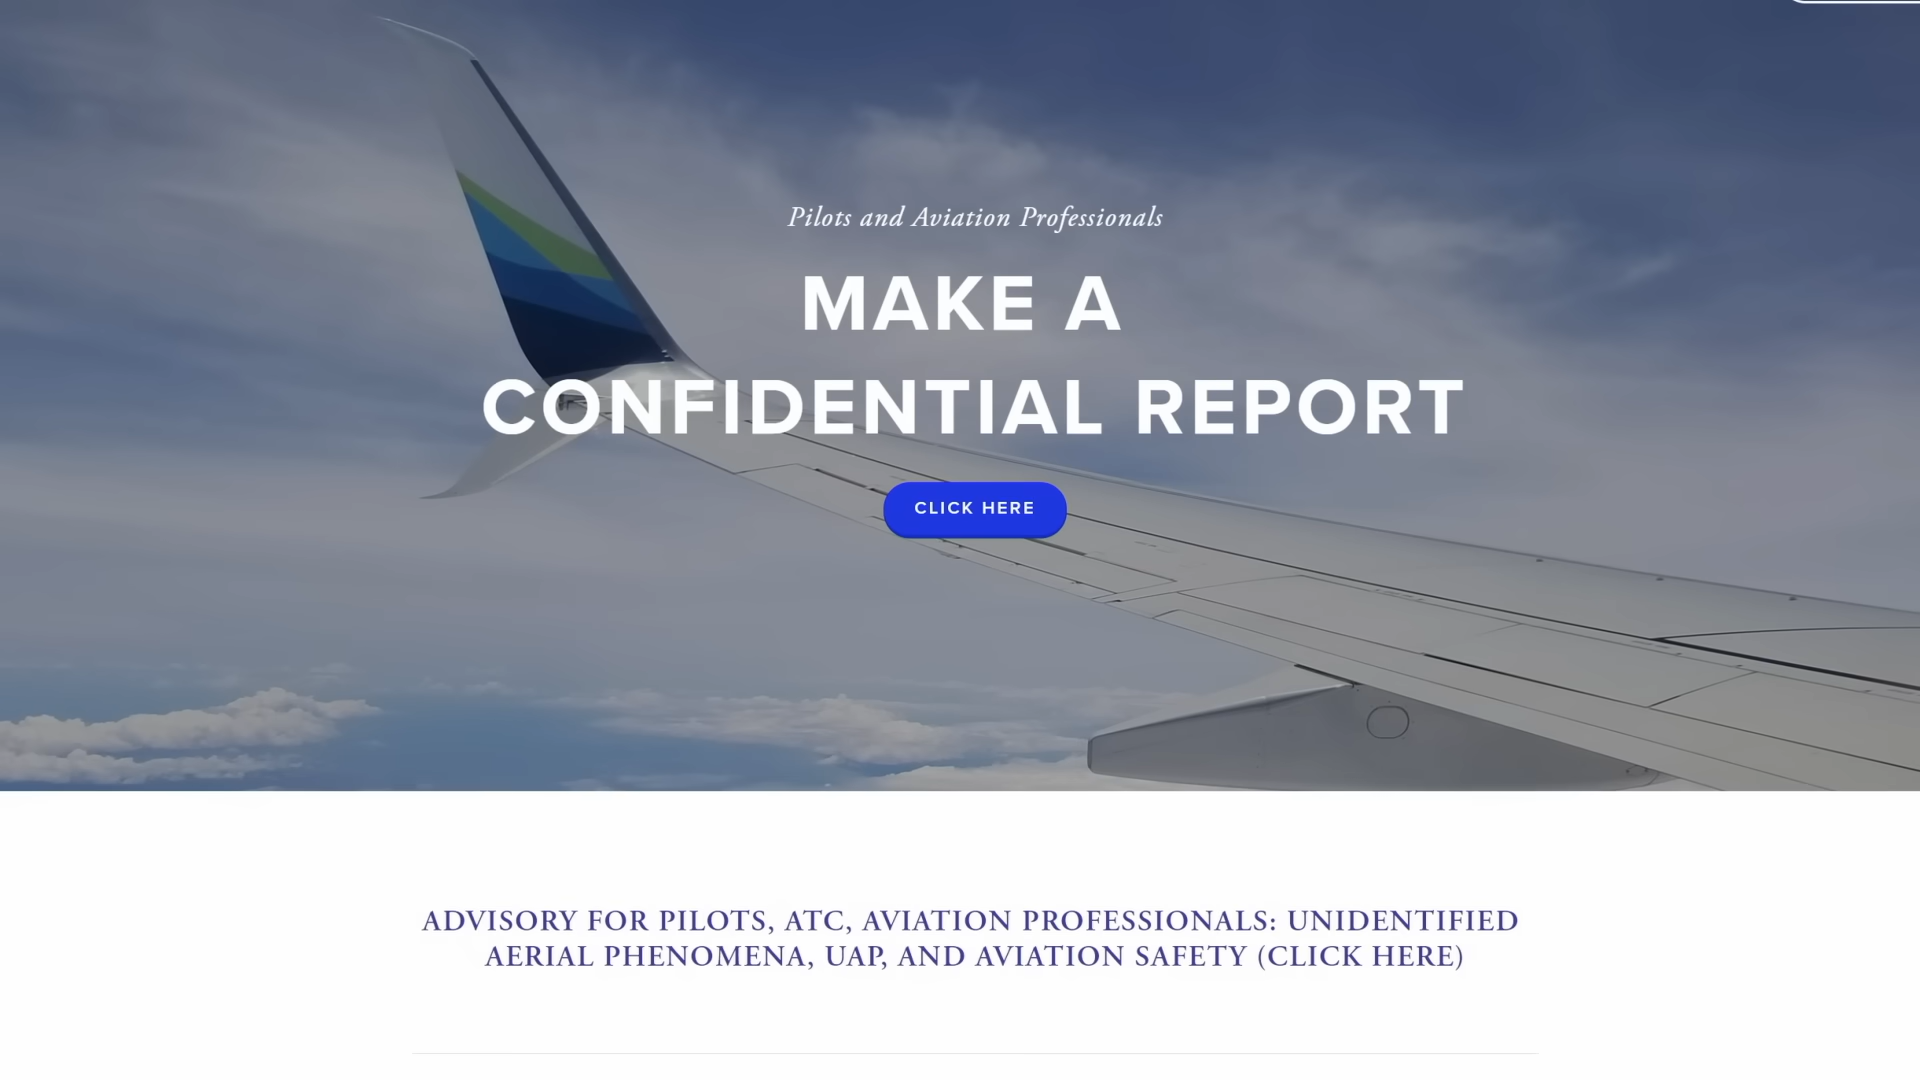 Pilots and Aviation Professionals
MAKE A
CONFIDENTIAL REPORT
CLICK HERE
ADVISORY FOR PILOTS, ATC, AVIATION PROFESSIONALS: UNIDENTIFIED
AERIAL PHENOMENA, UAP, AND AVIATION SAFETY (CLICK HERE)